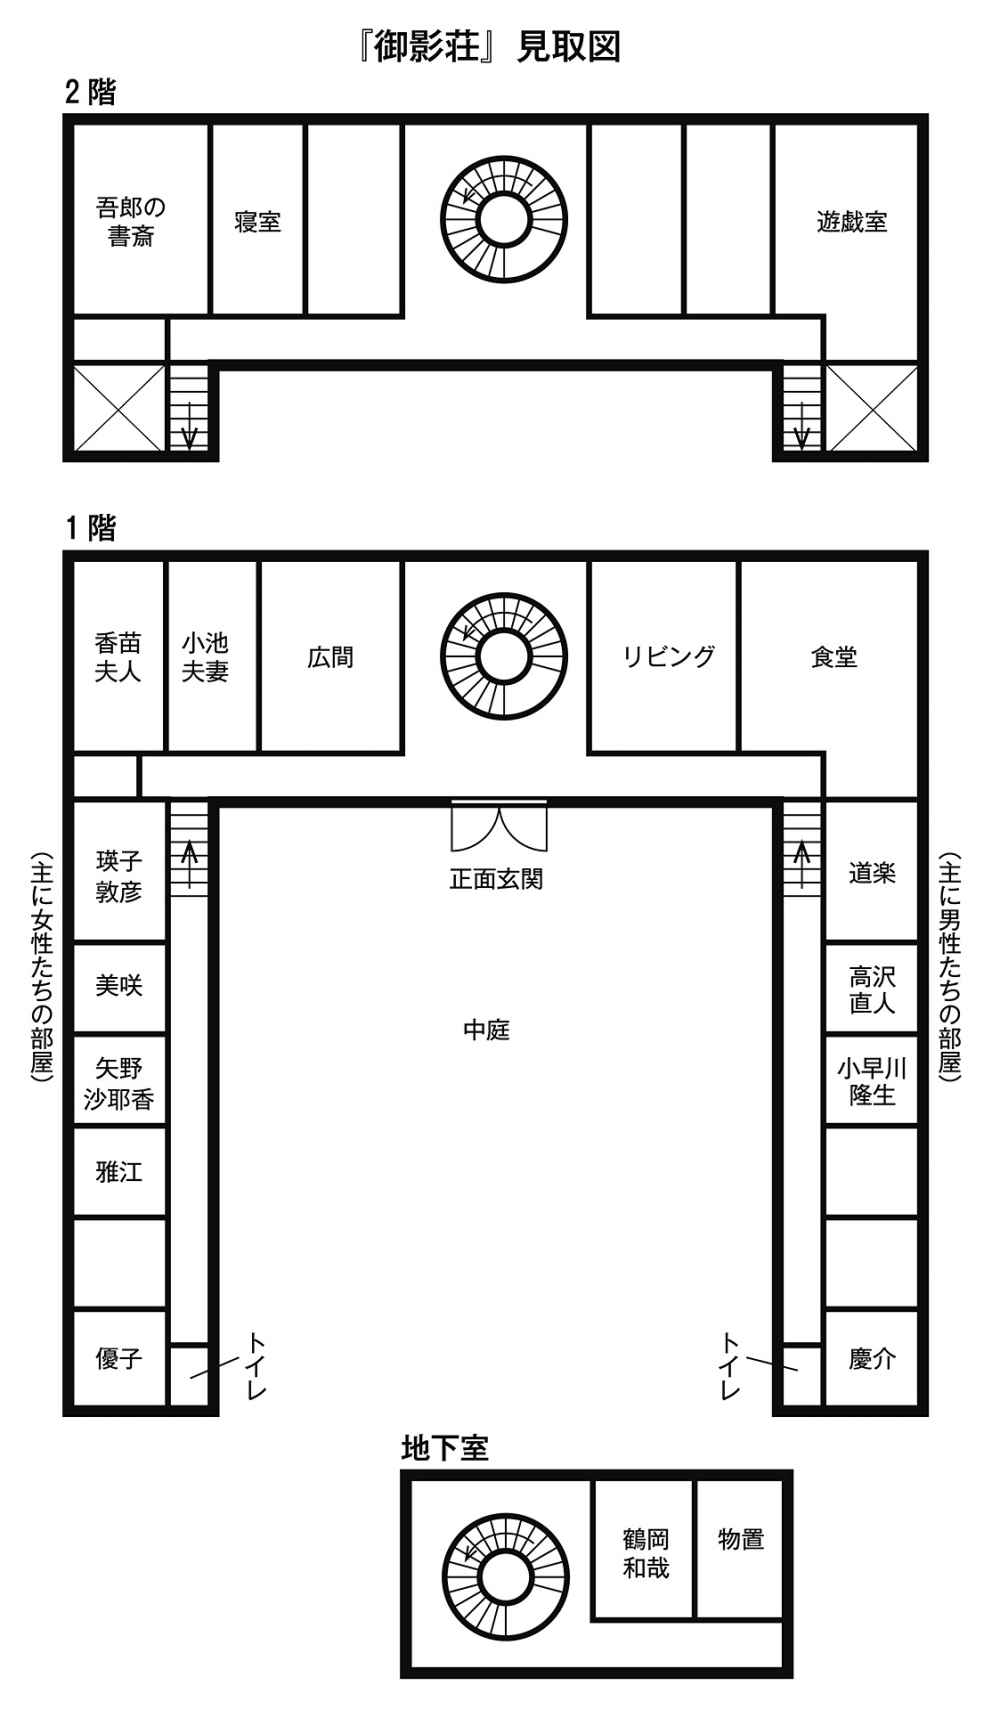 『御影荘』見取図
2階
吾郎の
書斎
寝室
遊戯室
1階
香苗
夫人
小池
夫妻
広間
リビング
食堂
(主に女性たちの部屋)
瑛子
敦彦
美咲
矢野
沙耶香
雅江
優子
トイレ
正面玄関
中庭
道楽
高沢
直人
小早川
隆生
慶介
トイレ
(主に男性たちの部屋)
地下室
鶴岡
和哉
物置